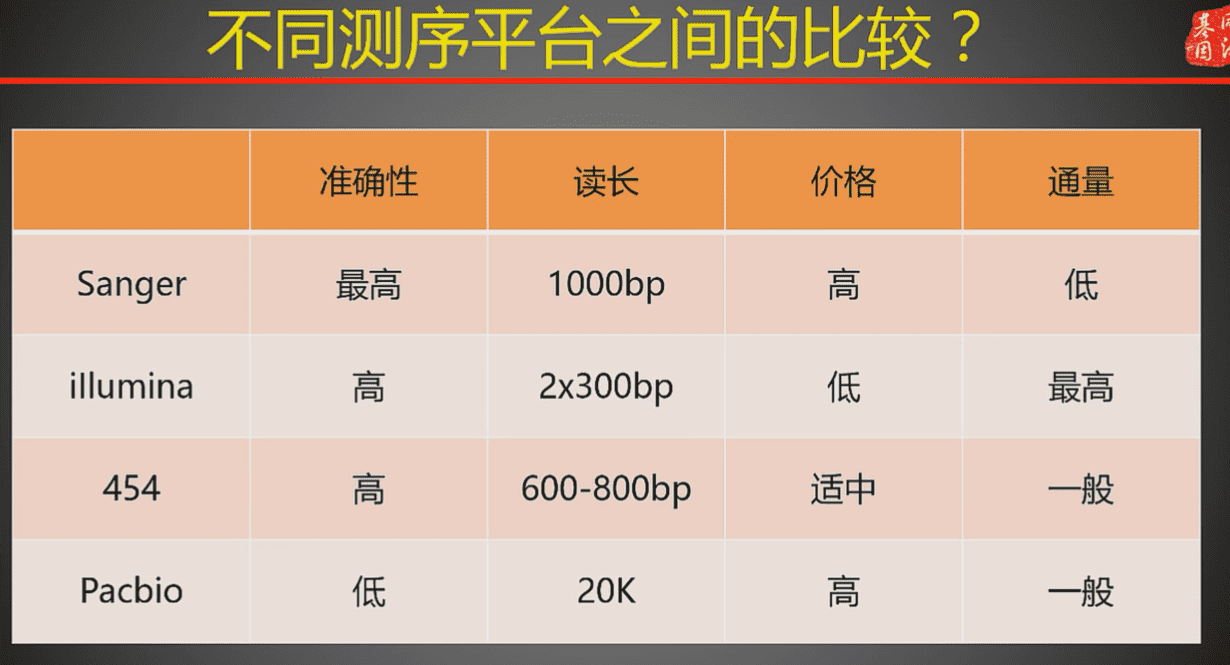 不同测序平台之间的比较？
准确性 读长 价格 通量
Sanger 最高 1000bp 高 低
illumina 高 2x300bp 低 最高
454 高 600-800bp 适中 一般
Pacbio 低 20K 高 一般